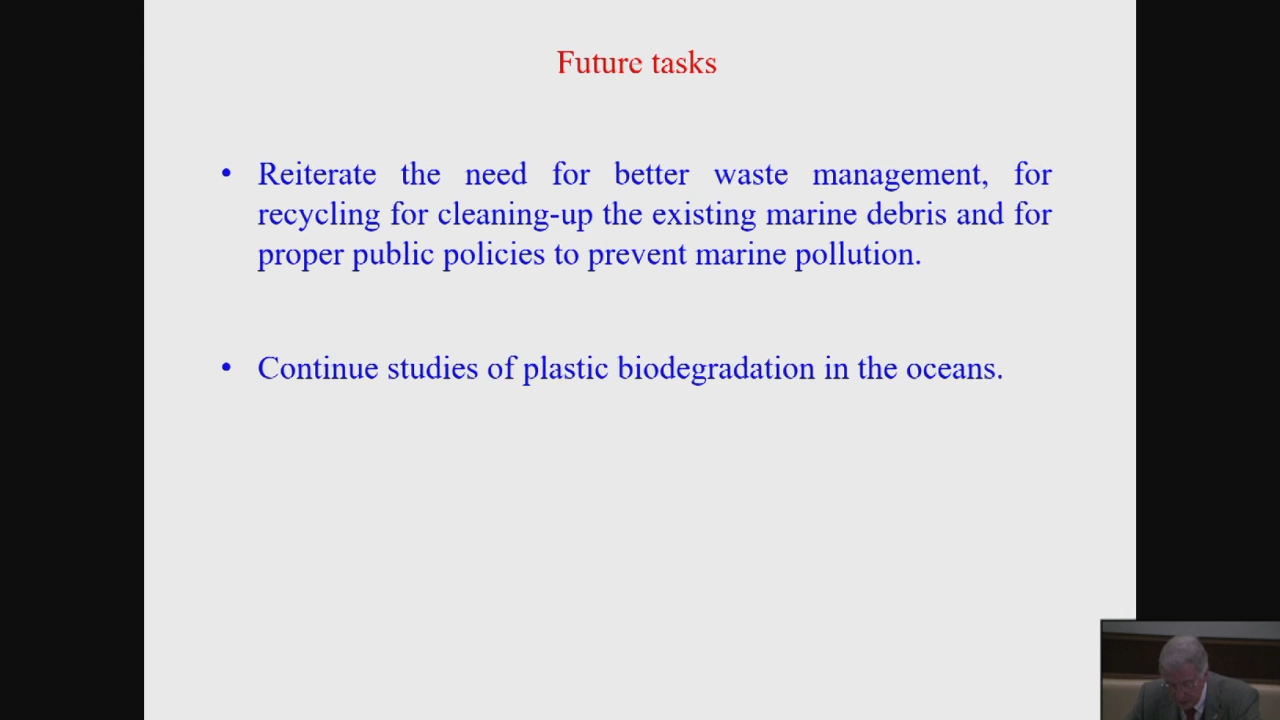 Future tasks
• Reiterate the need for better waste management, for
recycling for cleaning-up the existing marine debris and for
proper public policies to prevent marine pollution.
• Continue studies of plastic biodegradation in the oceans.